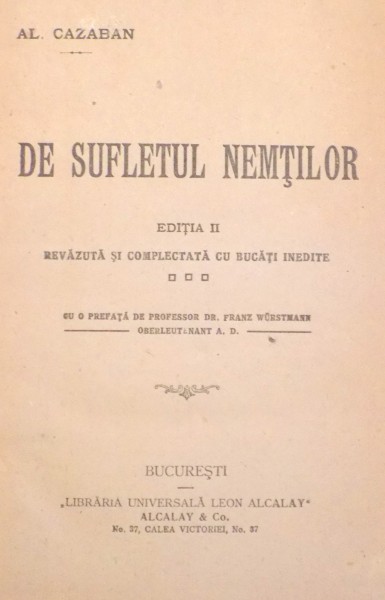 AL. CAZABAN
DE SUFLETUL NEMŢILOR
EDIŢIA II
REVĂZUTĂ ŞI COMPLECTATĂ CU BUCĂŢI INEDITE
CU O PREFAŢĂ DE PROFESSOR DR. FRANZ WÜRSTMANN
OBERLEUTENANT A. D.
BUCUREŞTI
„LIBRĂRIA UNIVERSALĂ LEON ALCALAY“
ALCALAY & Co.
No. 37, CALEA VICTORIEI, No. 37